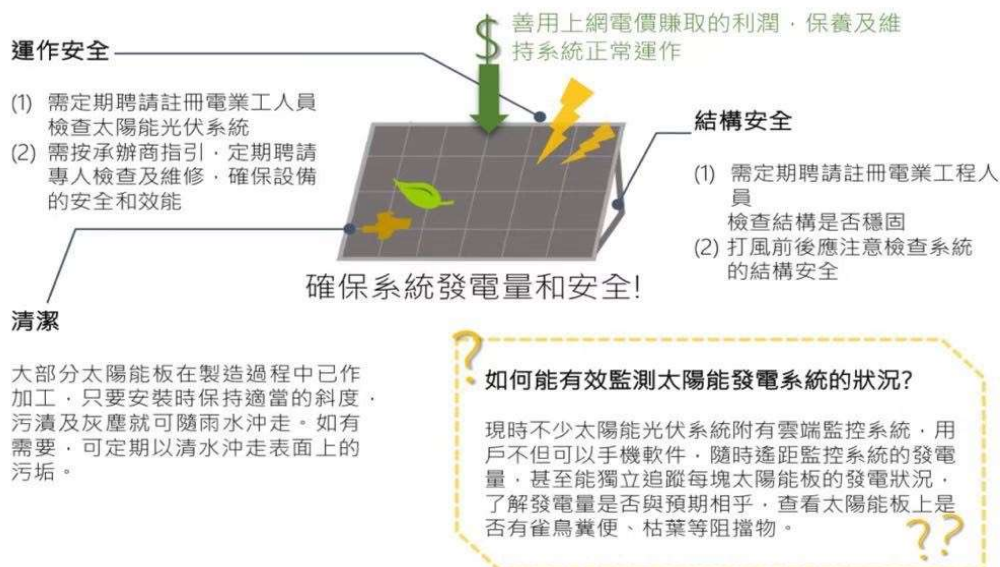 $ 善用上網電價賺取的利潤，保養及維
持系統正常運作
運作安全
(1) 需定期聘請註冊電業工人員
檢查太陽能光伏系統
(2) 需按承辦商指引，定期聘請
專人檢查及維修，確保設備
的安全和效能
結構安全
(1) 需定期聘請註冊電業工程人
員
檢查結構是否穩固
(2) 打風前後應注意檢查系統
的結構安全
確保系統發電量和安全!
清潔
大部分太陽能板在製造過程中已作
加工，只要安裝時保持適當的斜度，
污漬及灰塵就可隨雨水沖走。如有
需要，可定期以清水沖走表面上的
污垢。
?
如何能有效監測太陽能發電系統的狀況?
現時不少太陽能光伏系統附有雲端監控系統，用
戶不但可以手機軟件，隨時遙距監控系統的發電
量，甚至能獨立追蹤每塊太陽能板的發電狀況，
了解發電量是否與預期相乎，查看太陽能板上是
否有雀鳥糞便、枯葉等阻擋物。
??